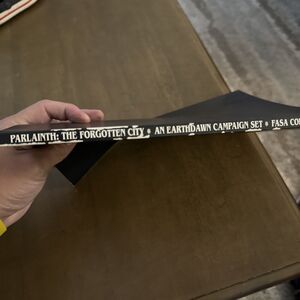 PARLAINTH: THE FORGOTTEN CITY • AN EARTHDAWN CAMPAIGN SET • FASA